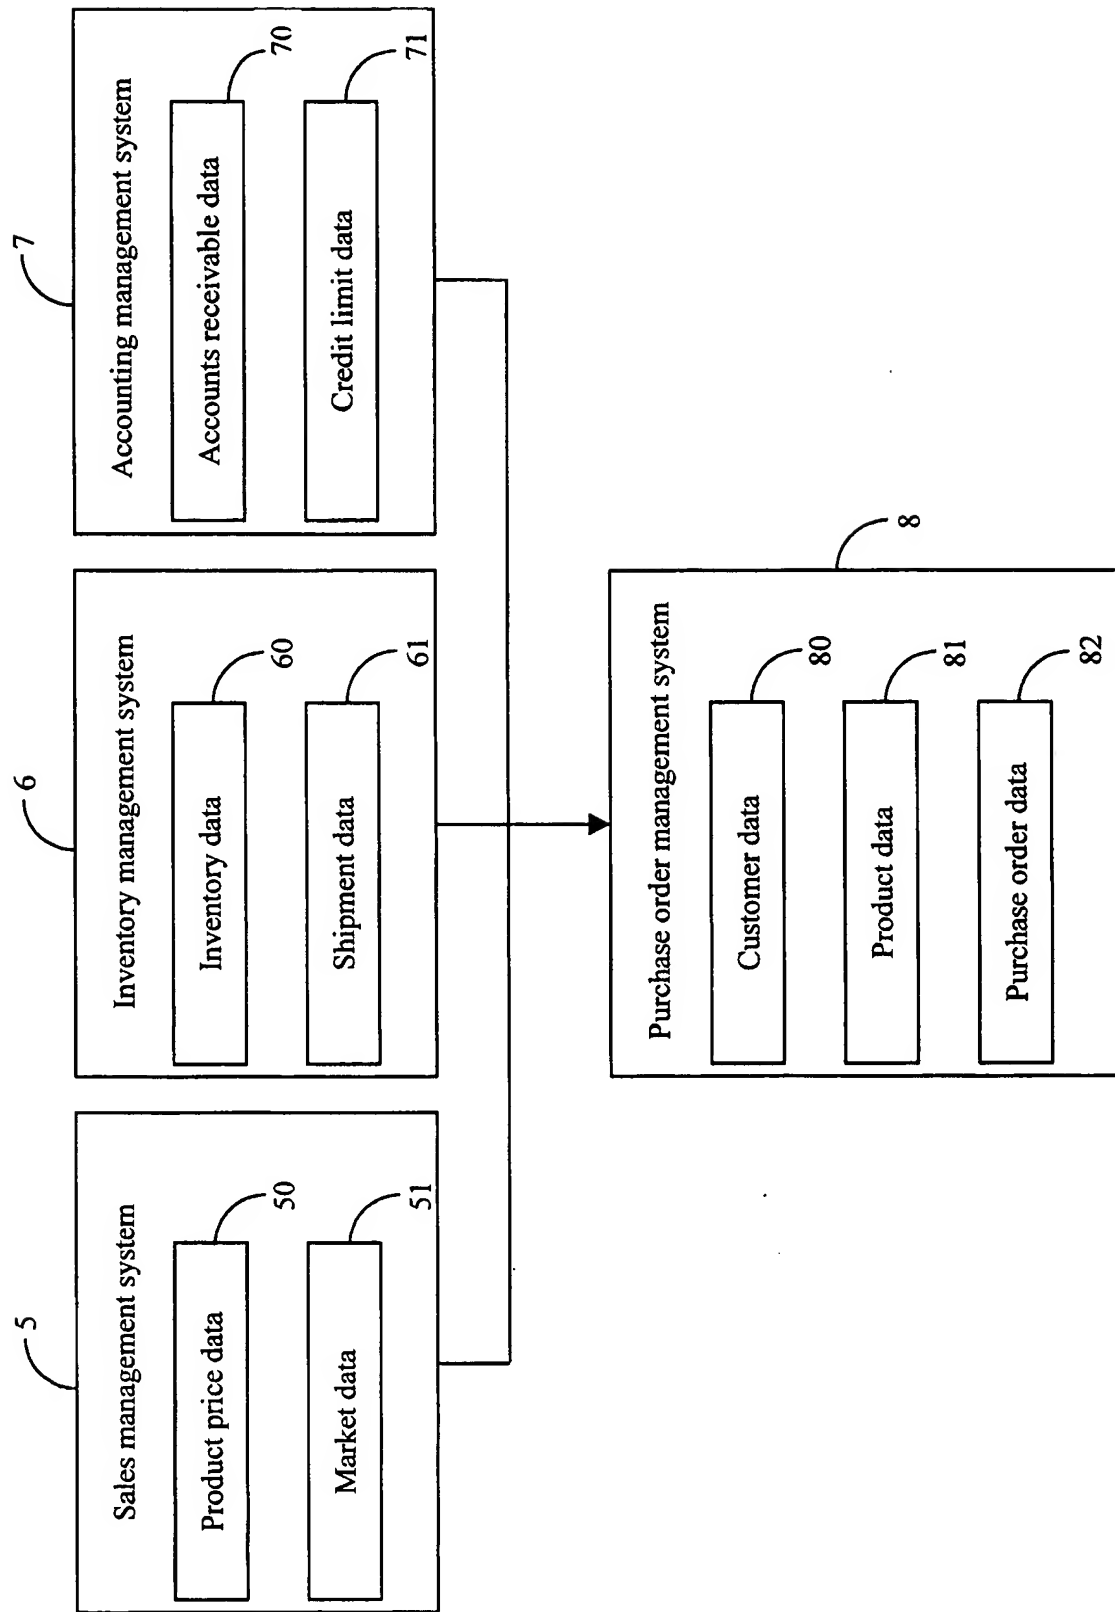 5
Sales management system
50
Product price data
51
Market data
6
Inventory management system
60
Inventory data
61
Shipment data
7
Accounting management system
70
Accounts receivable data
71
Credit limit data
8
Purchase order management system
80
Customer data
81
Product data
82
Purchase order data